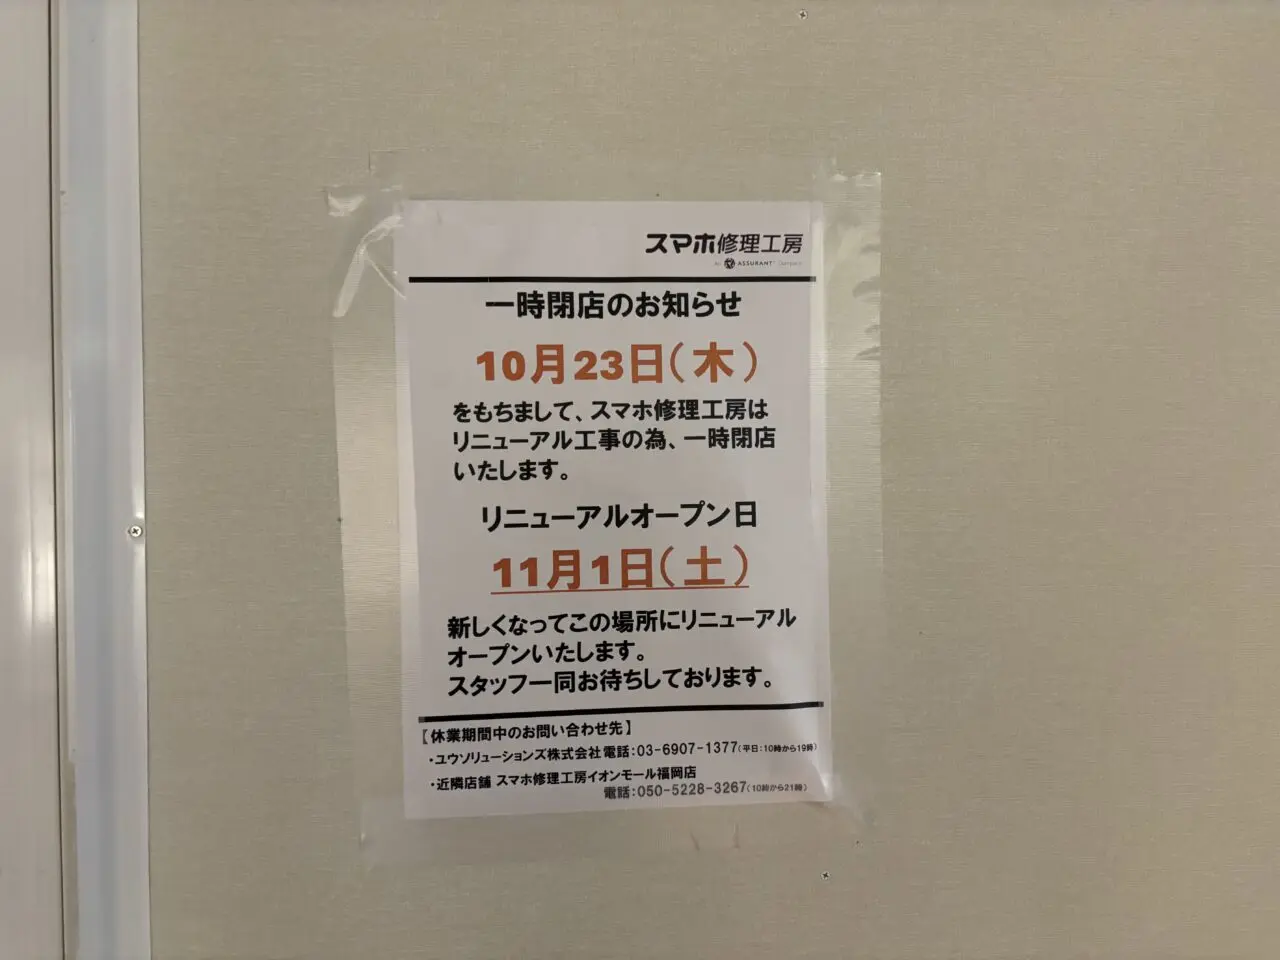 スマホ修理工房
An ASSURANT Company
一時閉店のお知らせ
10月23日(木)
をもちまして、スマホ修理工房は
リニューアル工事の為、一時閉店
いたします。
リニューアルオープン日
11月1日(土)
新しくなってこの場所にリニューアル
オープンいたします。
スタッフ一同お待ちしております。
【休業期間中のお問い合わせ先】
・ユウソリューションズ株式会社電話:03-6907-1377(平日:10時から19時)
・近隣店舗 スマホ修理工房イオンモール福岡店
電話:050-5228-3267(10時から21時)